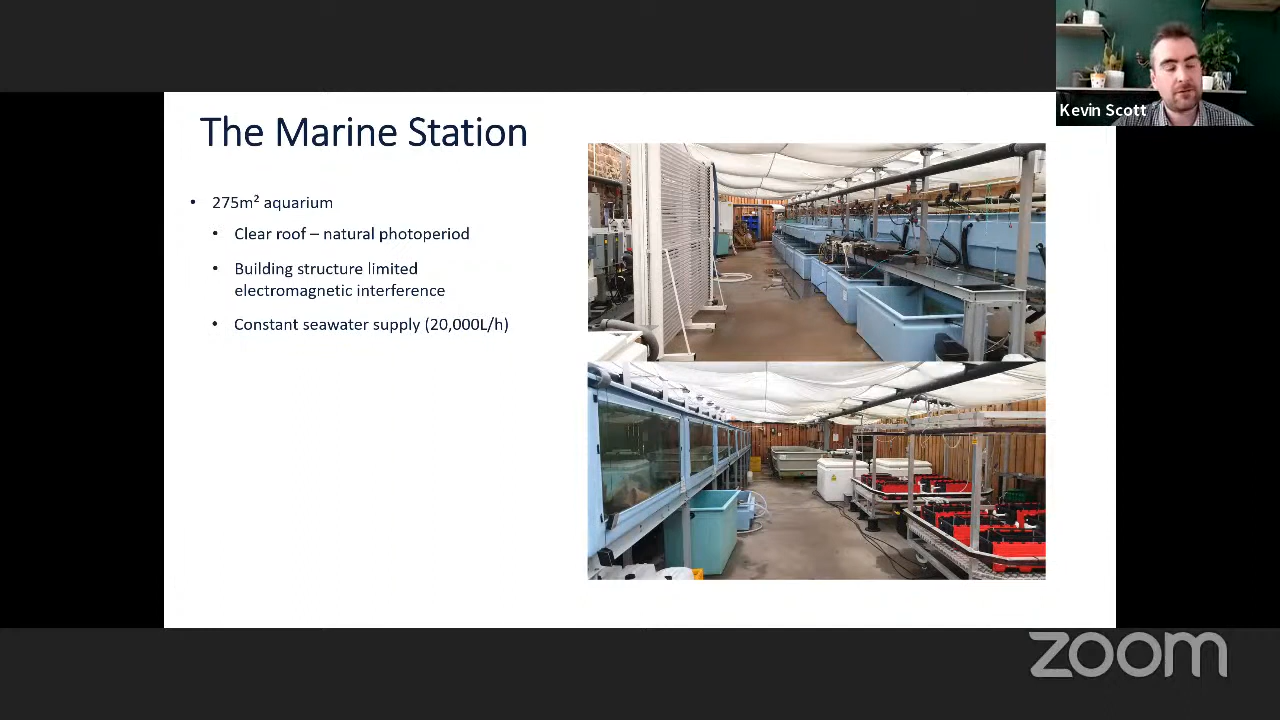 The Marine Station
• 275m² aquarium
• Clear roof – natural photoperiod
• Building structure limited
electromagnetic interference
• Constant seawater supply (20,000L/h)
Kevin Scott
zoom